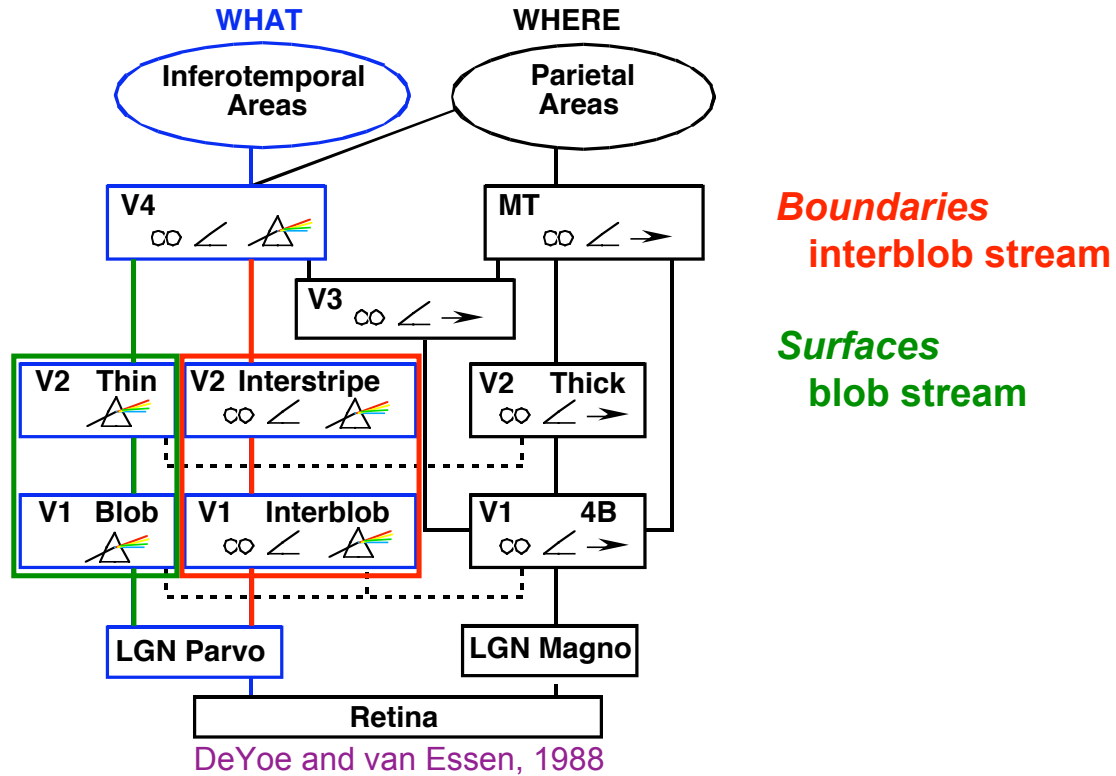 WHAT
WHERE
Inferotemporal
Areas
Parietal
Areas
V4
MT
V3
Boundaries
interblob stream
Surfaces
blob stream
V2 Thin
V2 Interstripe
V2 Thick
V1 Blob
V1 Interblob
V1 4B
LGN Parvo
LGN Magno
Retina
DeYoe and van Essen, 1988